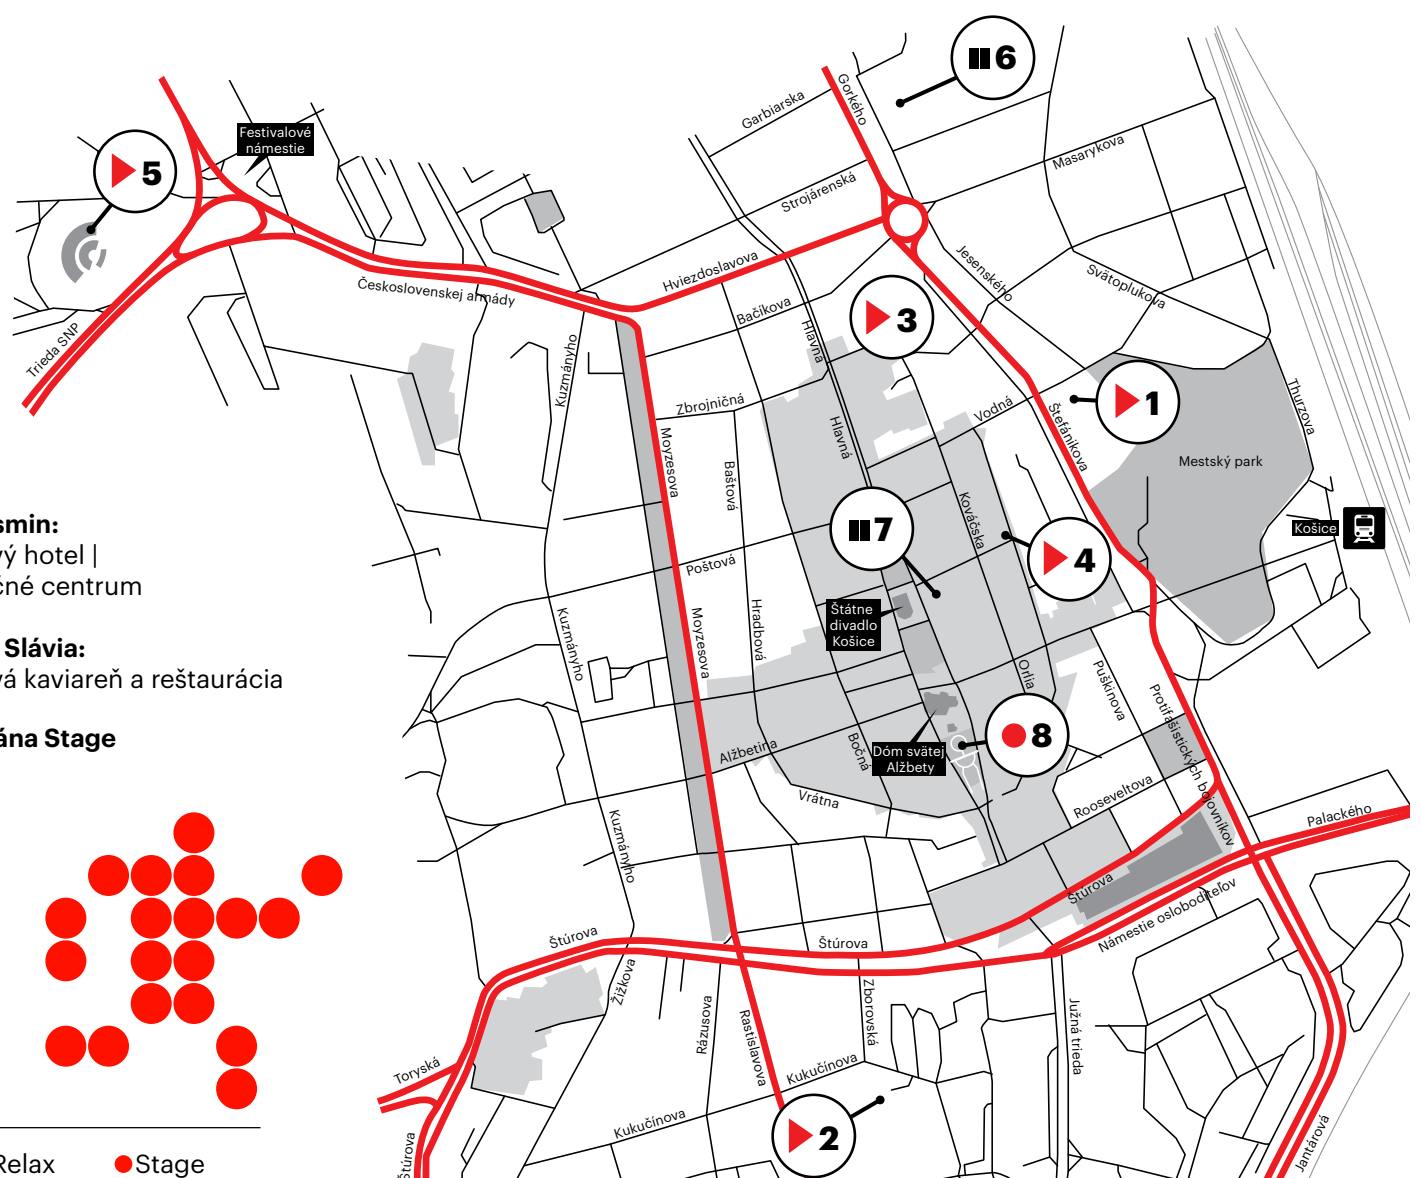 6
Garbiarska
Gorkého
Festivalové
námestie
5
Masarykova
Strojárenská
Jesenského
Hviezdoslavova
Svätoplukova
Československej armády
Bačíkova
3
Hlavna
Trieda SNP
Kuzmányho
Thurzova
Zbrojničná
Vodná
1
Štefánikova
Hlavná
Moyzesova
Baštová
Mestský park
smin:
vý hotel |
čné centrum
7
Kováčska
Košice
4
Poštová
Štátne
divadlo
Košice
Hradbová
Moyzesova
Kuzmányho
Slávia:
vá kaviareň a reštaurácia
Orlia
Puškinova
Protifašistických bojovníkov
ána Stage
8
Alžbetina
Bočná
Dóm svätej
Alžbety
Vrátna
Rooseveltova
Palackého
Kuzmányho
Štúrova
Námestie osloboditeľov
Štúrova
Štúrova
Žižkova
Rázusova
Rastislavova
Zborovská
Južná trieda
Toryská
Kukučínova
Kukučínova
2
Štúrova
Jantárová
Relax
Stage